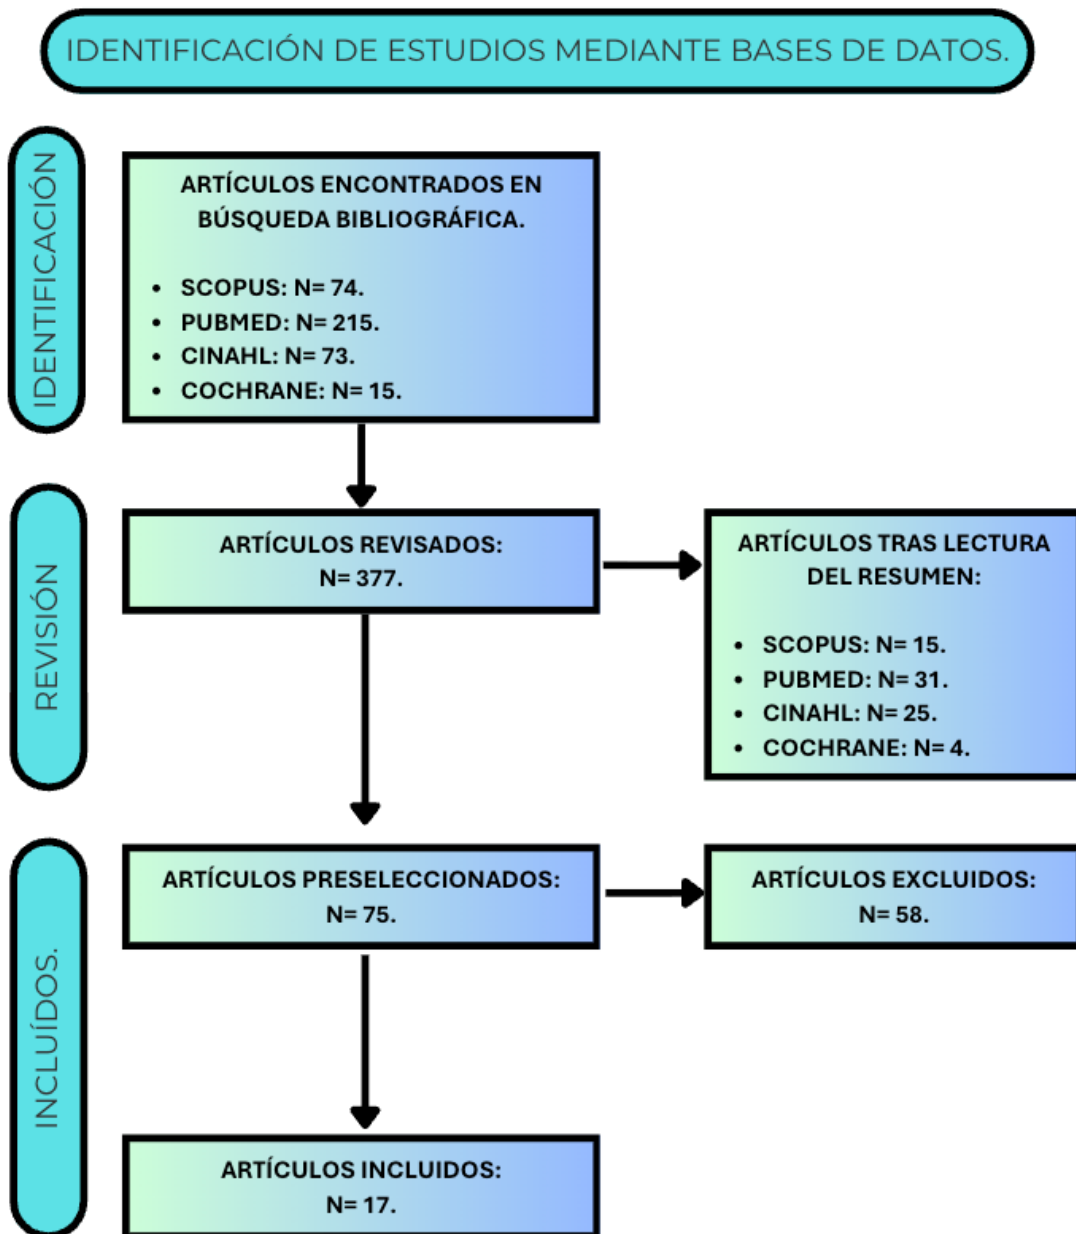 IDENTIFICACIÓN DE ESTUDIOS MEDIANTE BASES DE DATOS.
IDENTIFICACIÓN
ARTÍCULOS ENCONTRADOS EN
BÚSQUEDA BIBLIOGRÁFICA.
• SCOPUS: N= 74.
• PUBMED: N= 215.
• CINAHL: N= 73.
• COCHRANE: N= 15.
REVISIÓN
ARTÍCULOS REVISADOS:
N= 377.
ARTÍCULOS TRAS LECTURA
DEL RESUMEN:
• SCOPUS: N= 15.
• PUBMED: N= 31.
• CINAHL: N= 25.
• COCHRANE: N= 4.
INCLUÍDOS.
ARTÍCULOS PRESELECCIONADOS:
N= 75.
ARTÍCULOS EXCLUIDOS:
N= 58.
ARTÍCULOS INCLUIDOS:
N= 17.